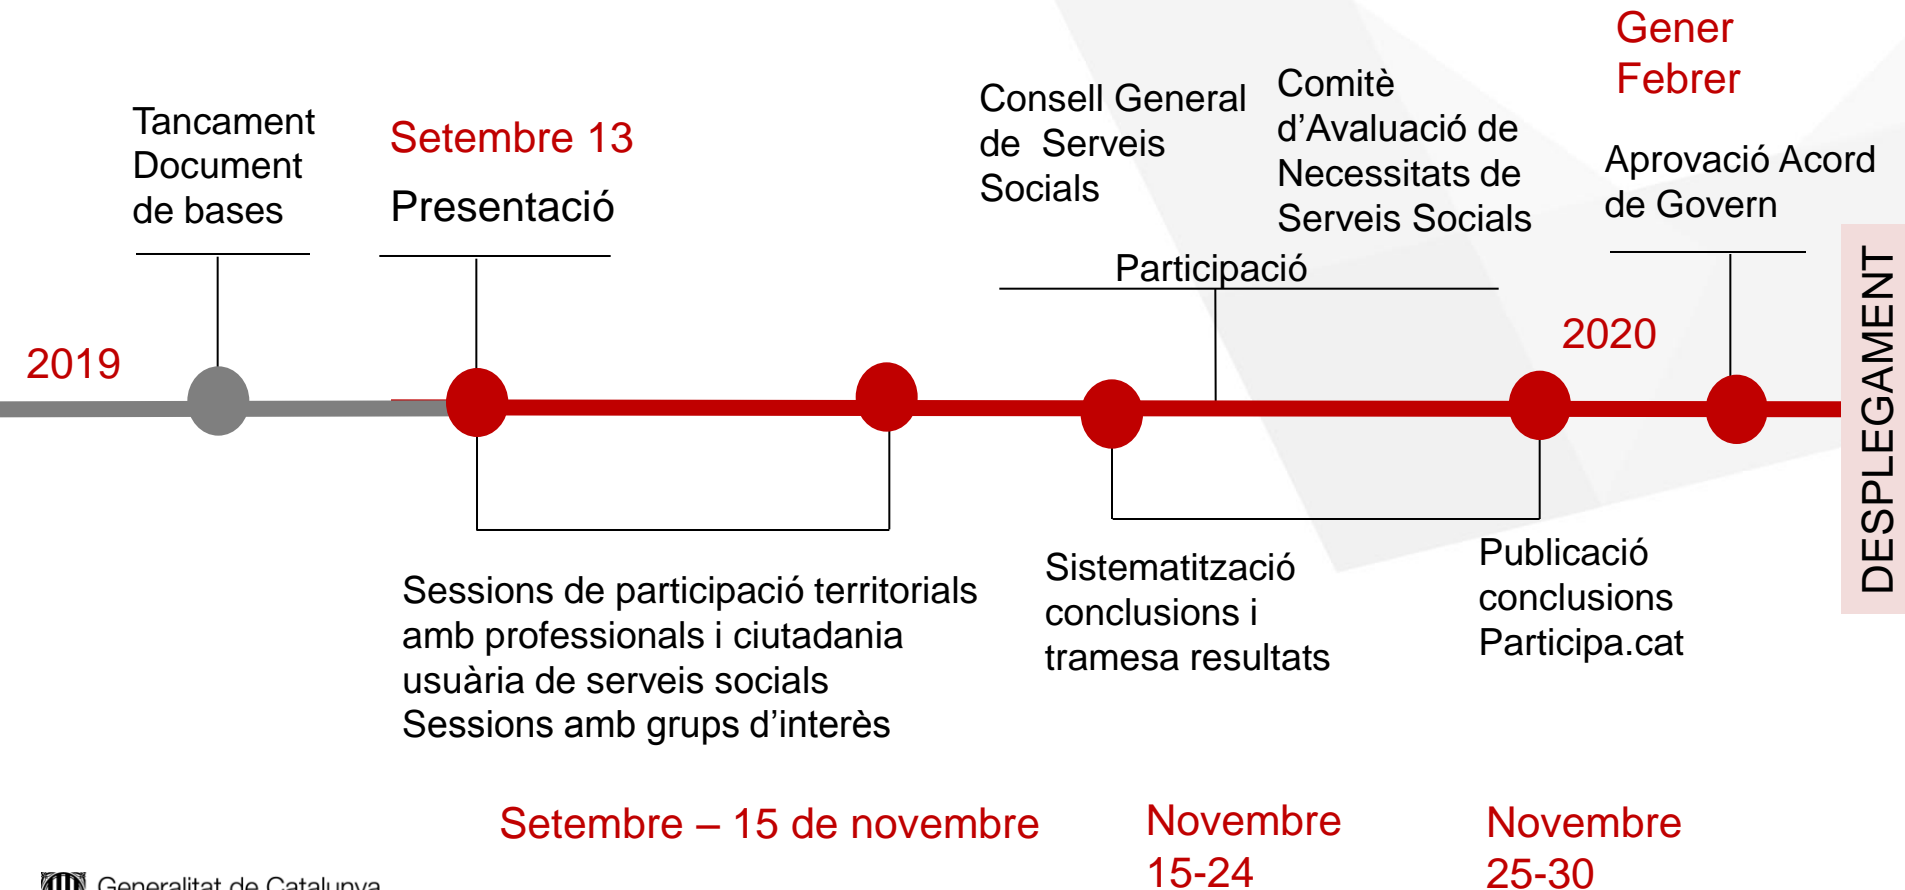 Gener
Febrer
Tancament
Document
de bases
Setembre 13
Presentació
Consell General
de Serveis
Socials
Comitè
d’Avaluació de
Necessitats de
Serveis Socials
Aprovació Acord
de Govern
Participació
2019
2020
DESPLEGAMENT
Sessions de participació territorials
amb professionals i ciutadania
usuària de serveis socials
Sessions amb grups d’interès
Sistematització
conclusions i
tramesa resultats
Publicació
conclusions
Participa.cat
Setembre – 15 de novembre
Novembre
15-24
Novembre
25-30
Generalitat de Catalunya